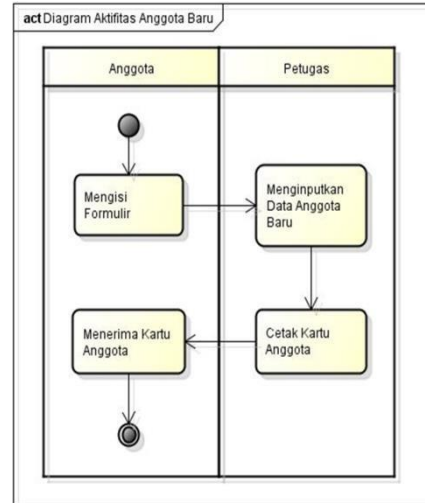 act Diagram Aktifitas Anggota Baru
Anggota
Petugas
Mengisi
Formulir
Menginputkan
Data Anggota
Baru
Cetak Kartu
Anggota
Menerima Kartu
Anggota